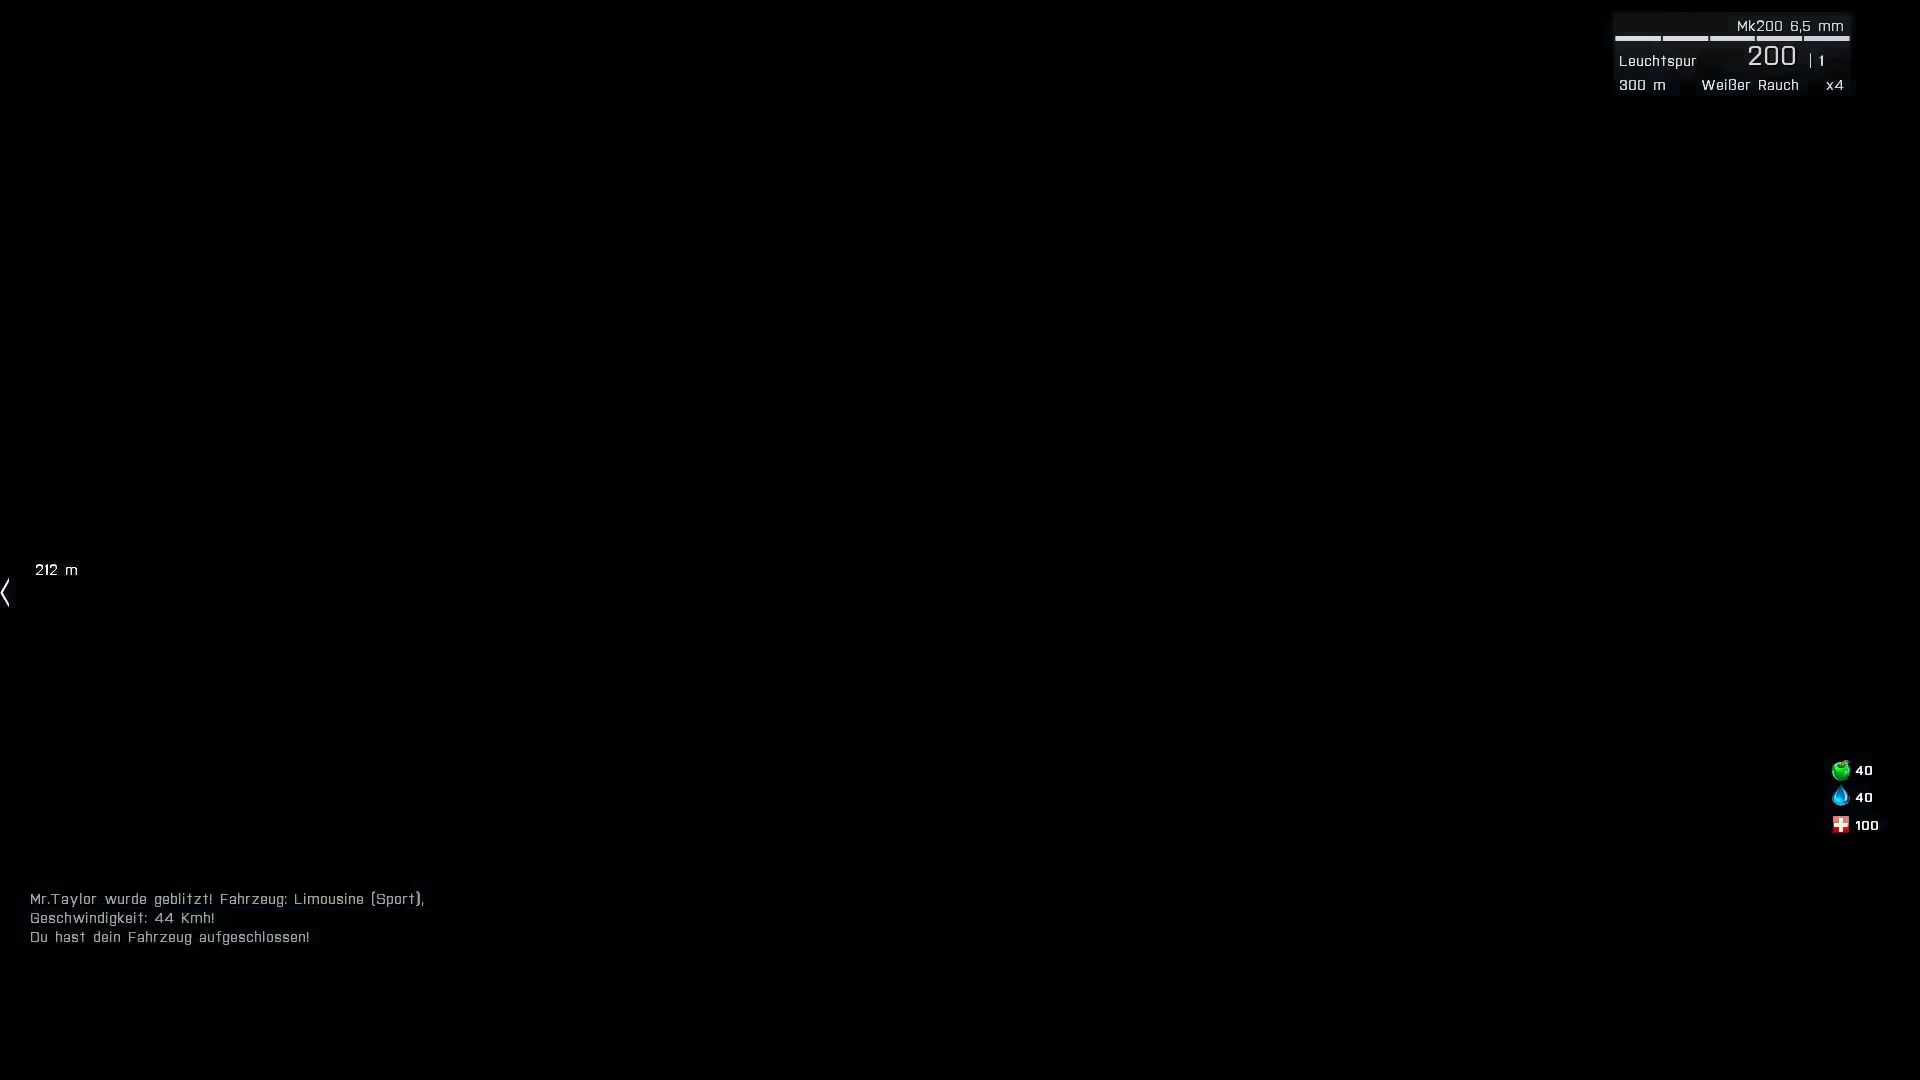 Mk200 6,5 mm
Leuchtspur 200 | 1
300 m Weißer Rauch x4
212 m
40
40
100
Mr.Taylor wurde geblitzt! Fahrzeug: Limousine (Sport),
Geschwindigkeit: 44 Kmh!
Du hast dein Fahrzeug aufgeschlossen!